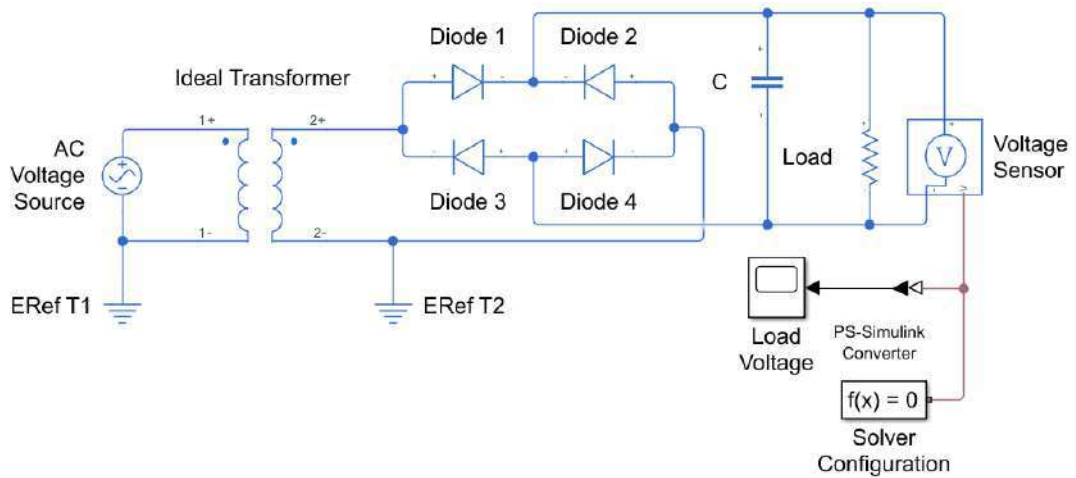 Diode 1
Diode 2
Ideal Transformer
+
-
-
+
+
C
1+
2+
AC
Voltage
Source
-
+
+
-
Load
+
V
Voltage
Sensor
Diode 3
Diode 4
1-
2-
ERef T1
ERef T2
Load
Voltage
PS-Simulink
Converter
f(x) = 0
Solver
Configuration